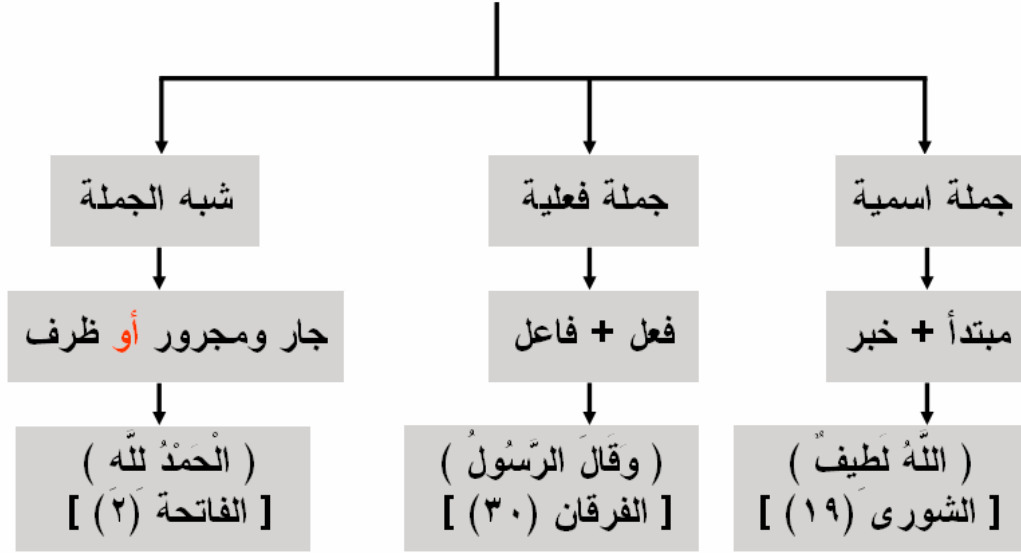 جملة اسمية
جملة فعلية
شبه الجملة
مبتدأ + خبر
فعل + فاعل
جار ومجرور أو ظرف
( اللَّهُ لَطِيفٌ )
[ الشورى (١٩) ]
( وَقَالَ الرَّسُولُ )
[ الفرقان (٣٠) ]
( الْحَمْدُ للَّه )
[ الفاتحة (٢) ]